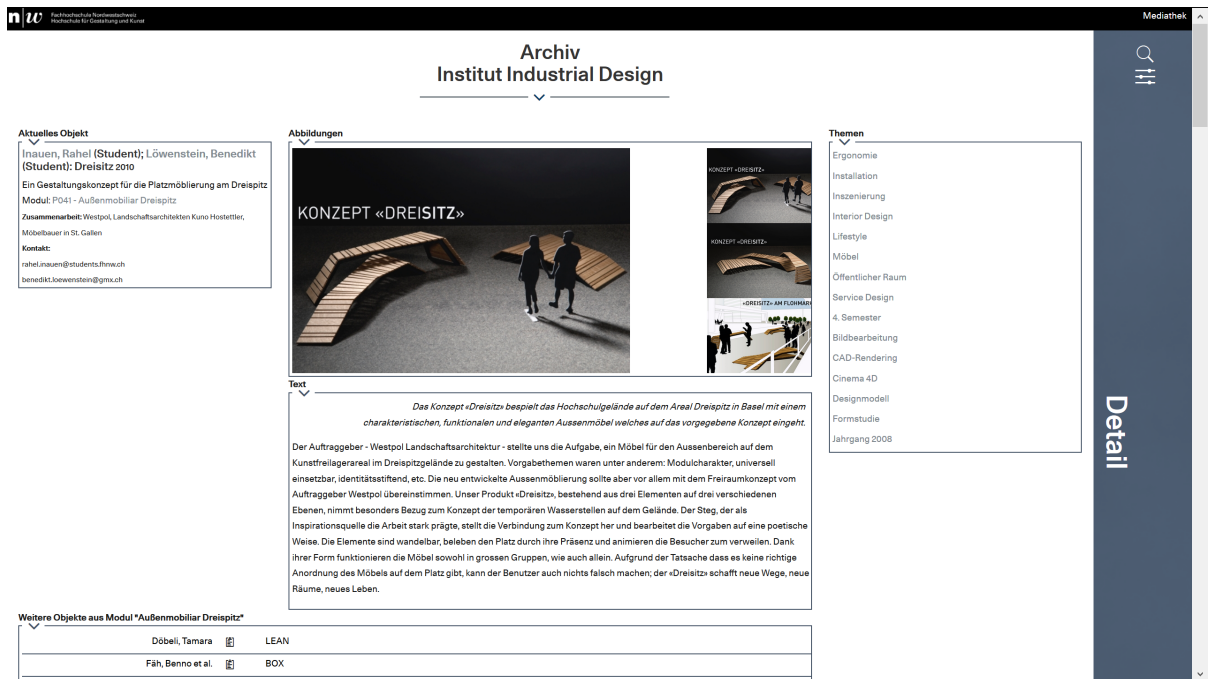 n|w Fachhochschule Nordwestschweiz
Hochschule für Gestaltung und Kunst
Mediathek
Archiv
Institut Industrial Design
Aktuelles Objekt
Inauen, Rahel (Student); Löwenstein, Benedikt
(Student): Dreisitz 2010
Ein Gestaltungskonzept für die Platzmöblierung am Dreispitz
Modul: P041 - Außenmobiliar Dreispitz
Zusammenarbeit: Westpol, Landschaftsarchitekten Kuno Hostettler,
Möbelbauer in St. Gallen
Kontakt:
rahel.inauen@students.fhnw.ch
benedikt.loewenstein@gmx.ch
Abbildungen
KONZEPT «DREISITZ»
KONZEPT «DREISITZ»
KONZEPT «DREISITZ»
«DREISITZ» AM FLOHMAR
Text
Das Konzept «Dreisitz» bespielt das Hochschulgelände auf dem Areal Dreispitz in Basel mit einem
charakteristischen, funktionalen und eleganten Aussenmöbel welches auf das vorgegebene Konzept eingeht.
Der Auftraggeber - Westpol Landschaftsarchitektur - stellte uns die Aufgabe, ein Möbel für den Aussenbereich auf dem
Kunstfreilagerareal im Dreispitzgelände zu gestalten. Vorgabethemen waren unter anderem: Modulcharakter, universell
einsetzbar, identitätsstiftend, etc. Die neu entwickelte Aussenmöblierung sollte aber vor allem mit dem Freiraumkonzept vom
Auftraggeber Westpol übereinstimmen. Unser Produkt «Dreisitz», bestehend aus drei Elementen auf drei verschiedenen
Ebenen, nimmt besonders Bezug zum Konzept der temporären Wasserstellen auf dem Gelände. Der Steg, der als
Inspirationsquelle die Arbeit stark prägte, stellt die Verbindung zum Konzept her und bearbeitet die Vorgaben auf eine poetische
Weise. Die Elemente sind wandelbar, beleben den Platz durch ihre Präsenz und animieren die Besucher zum verweilen. Dank
ihrer Form funktionieren die Möbel sowohl in grossen Gruppen, wie auch allein. Aufgrund der Tatsache dass es keine richtige
Anordnung des Möbels auf dem Platz gibt, kann der Benutzer auch nichts falsch machen; der «Dreisitz» schafft neue Wege, neue
Räume, neues Leben.
Themen
Ergonomie
Installation
Inszenierung
Interior Design
Lifestyle
Möbel
Öffentlicher Raum
Service Design
4. Semester
Bildbearbeitung
CAD-Rendering
Cinema 4D
Designmodell
Formstudie
Jahrgang 2008
Detail
Weitere Objekte aus Modul "Außenmobiliar Dreispitz"
Döbeli, Tamara LEAN
Fäh, Benno et al. BOX